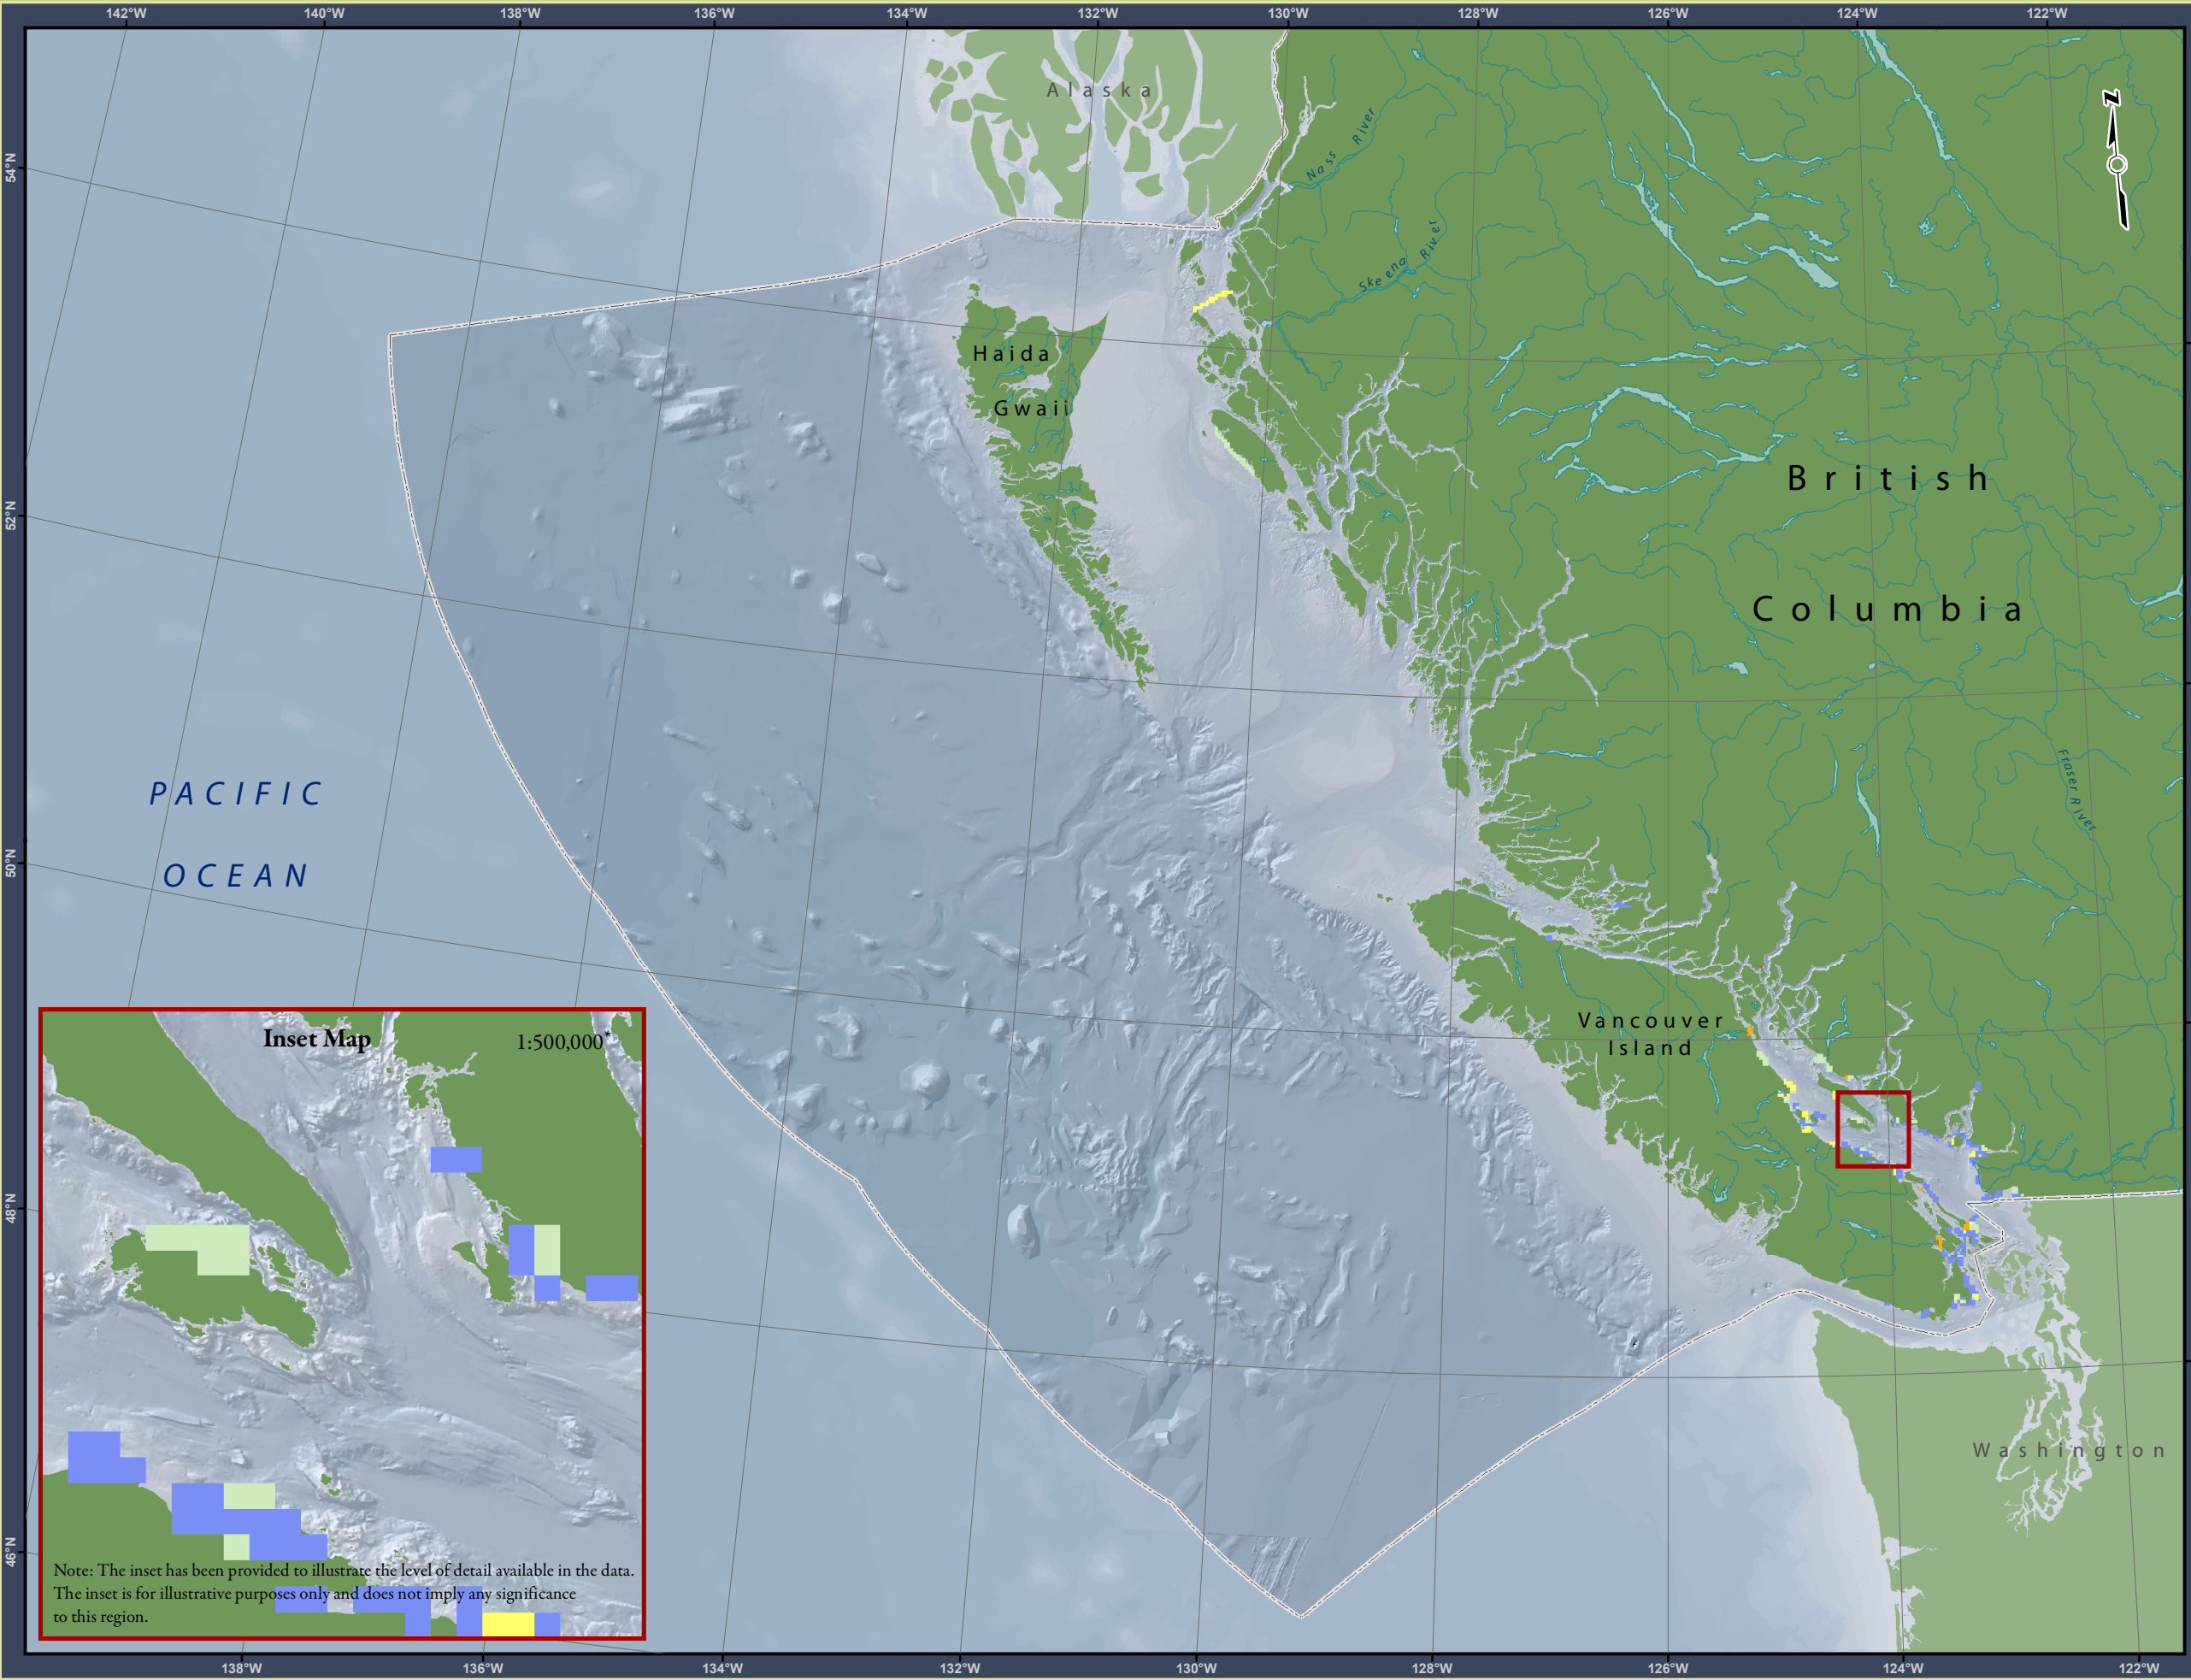 142°W 140°W 138°W 136°W 134°W 132°W 130°W 128°W 126°W 124°W 122°W
Alaska
N
54°N
Nass River
Skeena River
Haida
Gwaii
British
52°N
Columbia
PACIFIC
Fraser River
50°N
OCEAN
Vancouver
Island
Inset Map 1:500,000*
48°N
Washington
46°N
Note: The inset has been provided to illustrate the level of detail available in the data.
The inset is for illustrative purposes only and does not imply any significance
to this region.
138°W 136°W 134°W 132°W 130°W 128°W 126°W 124°W 122°W